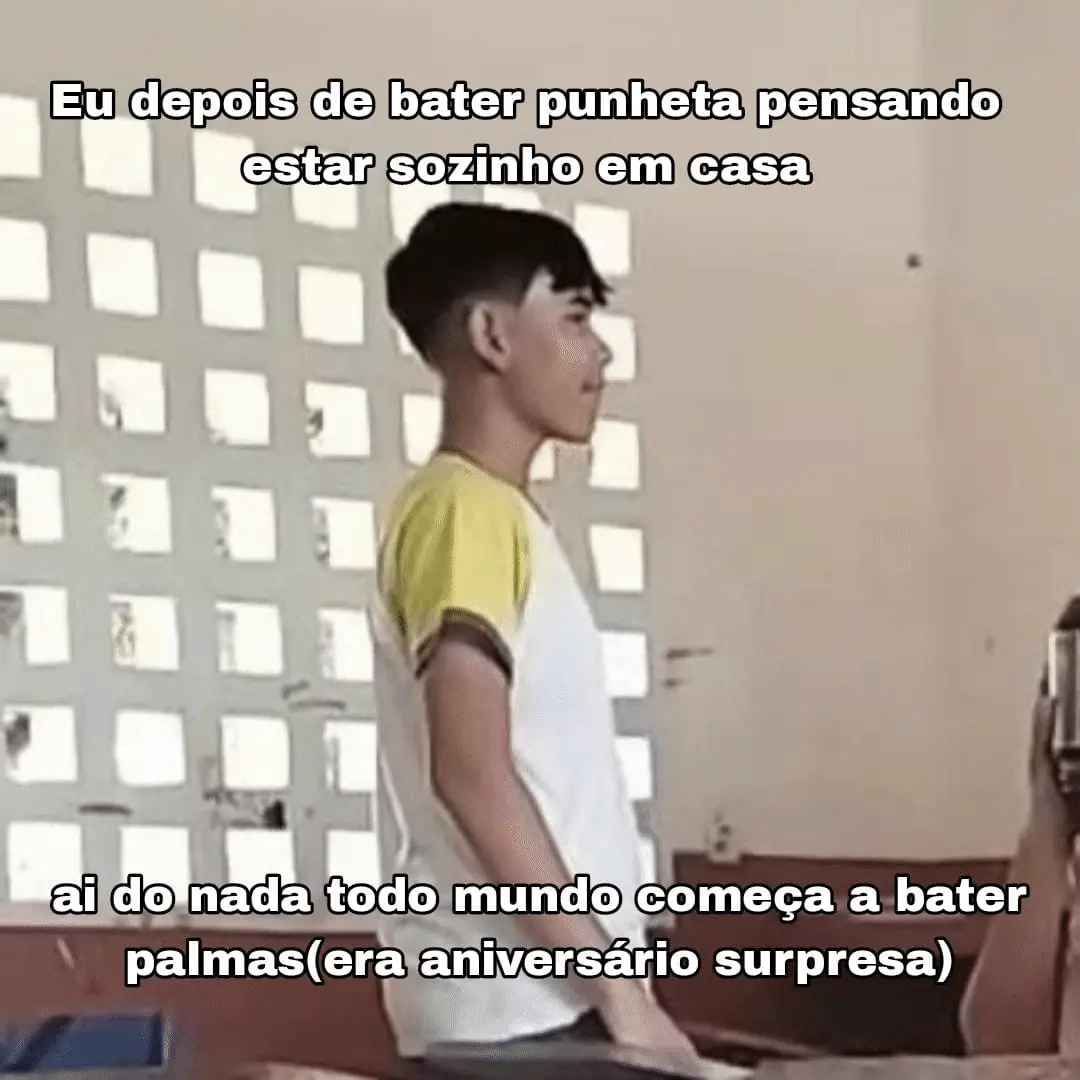 Eu depois de bater punheta pensando
estar sozinho em casa
ai do nada todo mundo começa a bater
palmas(era aniversário surpresa)